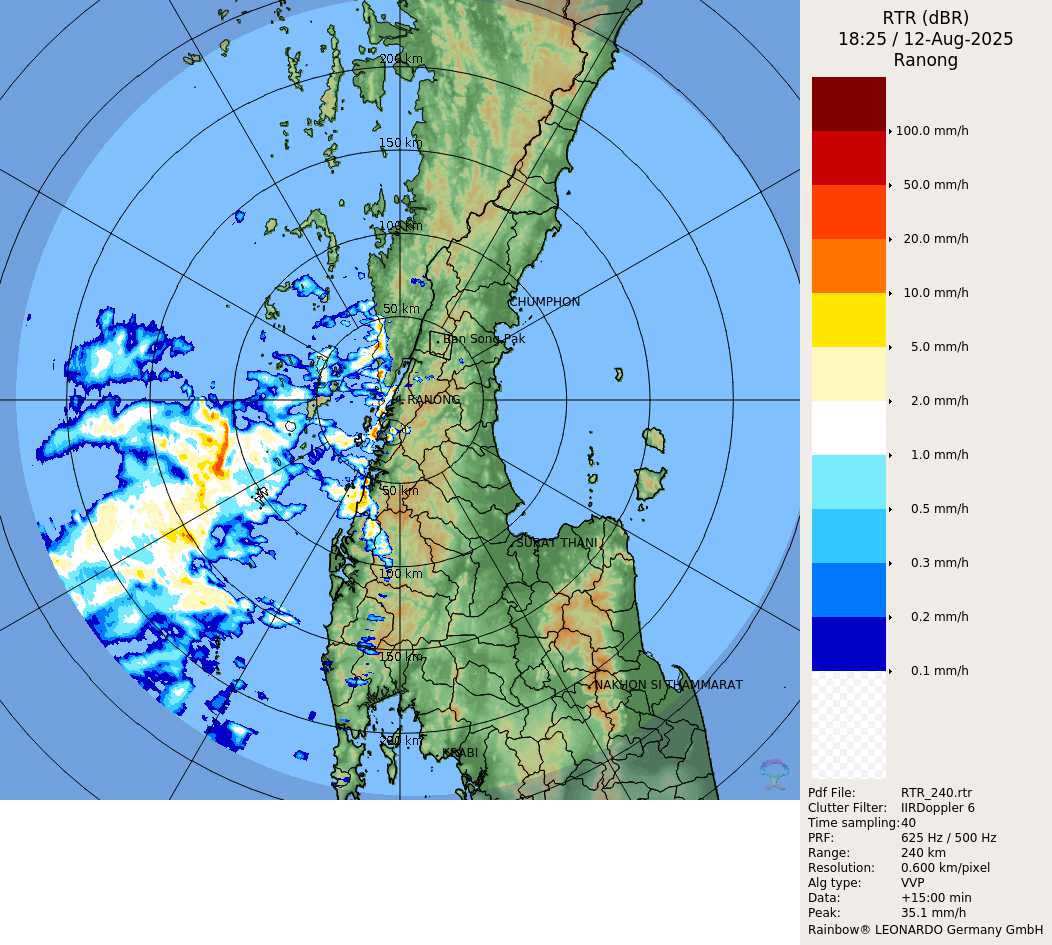 RTR (dBR)
18:25 / 12-Aug-2025
Ranong
100.0 mm/h
50.0 mm/h
20.0 mm/h
10.0 mm/h
5.0 mm/h
2.0 mm/h
1.0 mm/h
0.5 mm/h
0.3 mm/h
0.2 mm/h
0.1 mm/h
Pdf File: RTR_240.rtr
Clutter Filter: IIRDoppler 6
Time sampling: 40
PRF: 625 Hz / 500 Hz
Range: 240 km
Resolution: 0.600 km/pixel
Alg type: VVP
Data: +15:00 min
Peak: 35.1 mm/h
Rainbow® LEONARDO Germany GmbH
200 km
150 km
100 km
50 km
CHUMPHON
Ban Song Pak
RANONG
50 km
SURAT THANI
100 km
150 km
NAKHON SI THAMMARAT
200 km
KRABI